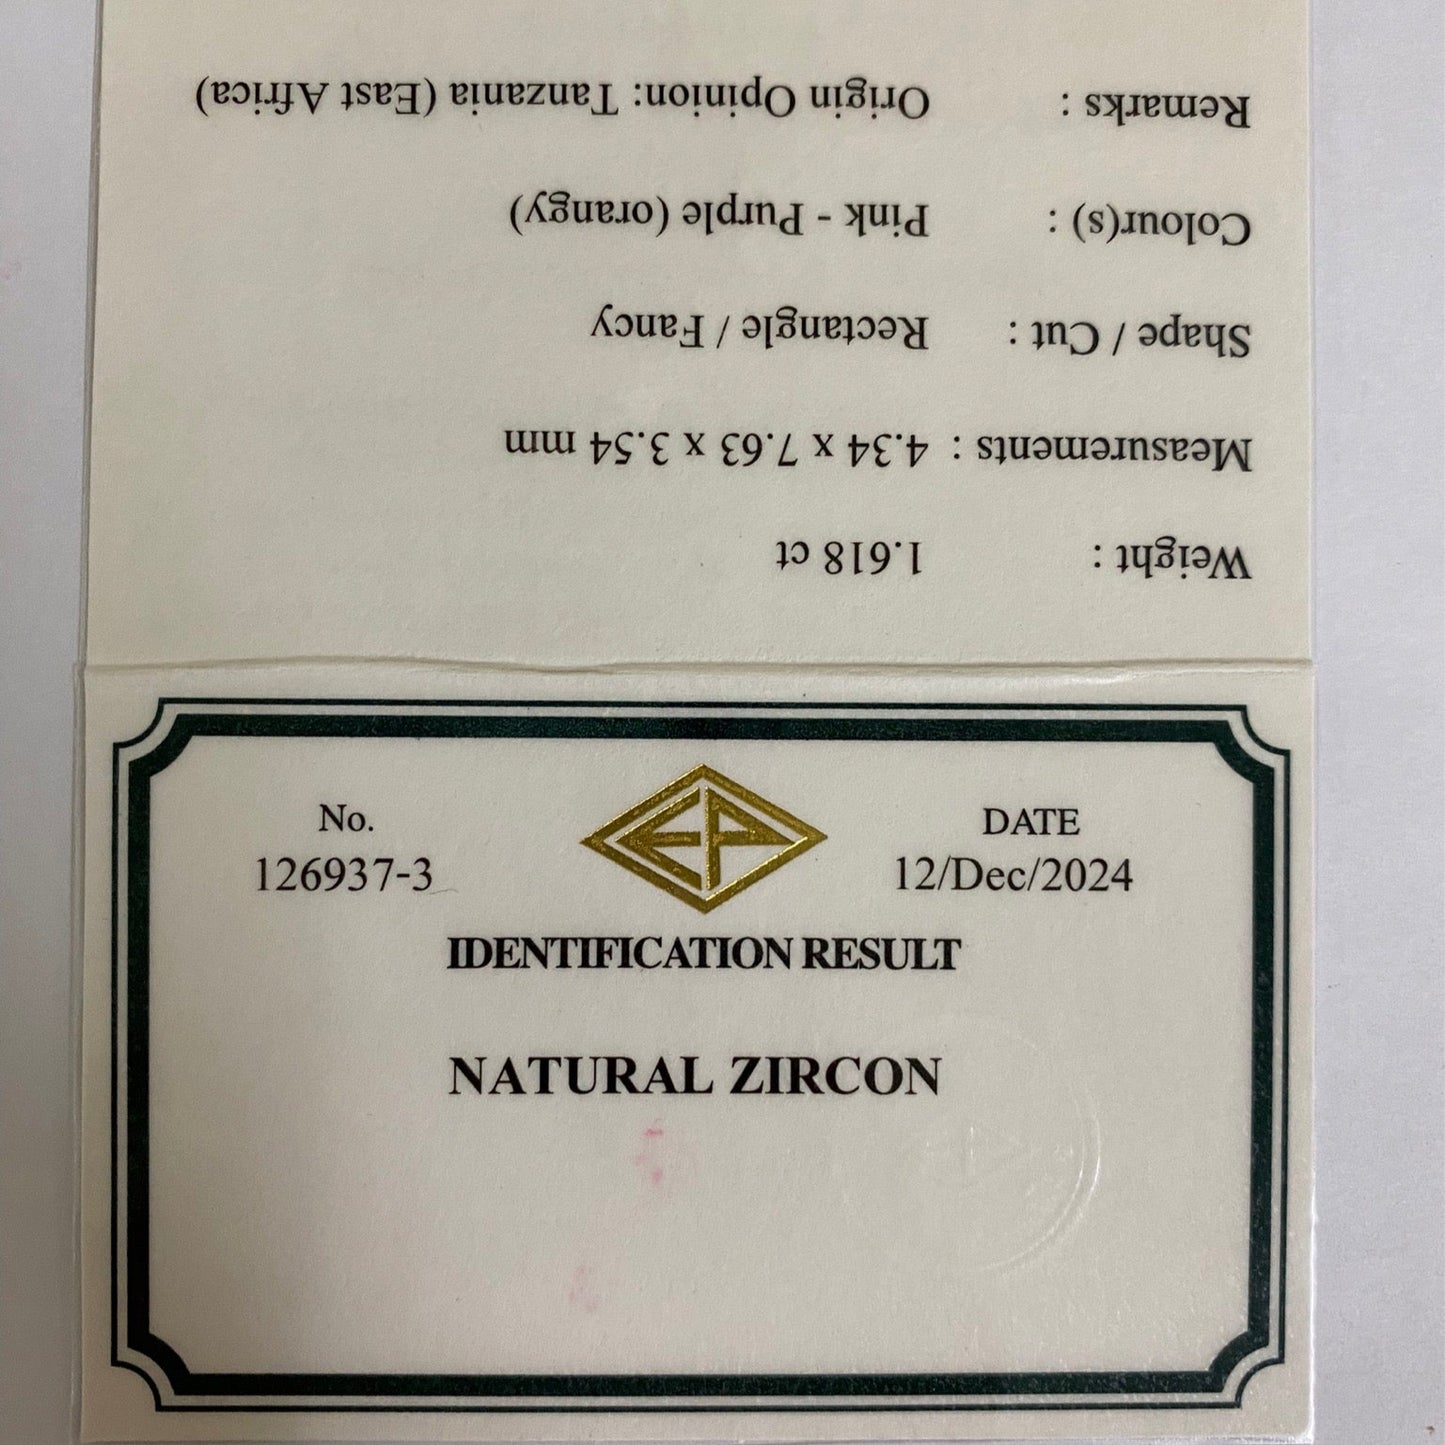 No.
126937-3
EP
DATE
12/Dec/2024
IDENTIFICATION RESULT
NATURAL ZIRCON
Weight : 1.618 ct
Measurements : 4.34 x 7.63 x 3.54 mm
Shape / Cut : Rectangle / Fancy
Colour(s) : Pink - Purple (orangy)
Remarks : Origin Opinion: Tanzania (East Africa)